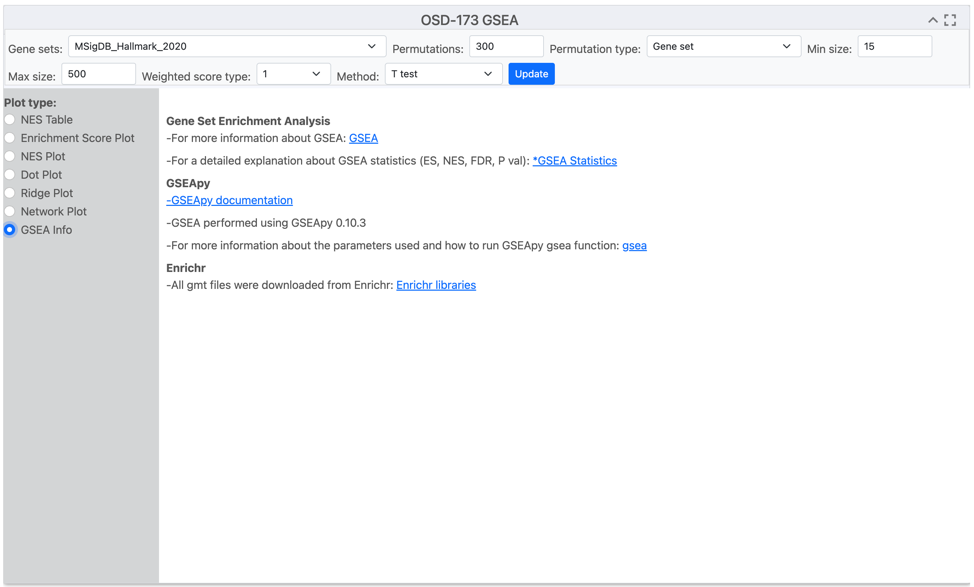 OSD-173 GSEA
Gene sets: MSigDB_Hallmark_2020 Permutations: 300 Permutation type: Gene set Min size: 15
Max size: 500 Weighted score type: 1 Method: T test Update
Plot type:
NES Table
Enrichment Score Plot
NES Plot
Dot Plot
Ridge Plot
Network Plot
GSEA Info
Gene Set Enrichment Analysis
-For more information about GSEA: GSEA
-For a detailed explanation about GSEA statistics (ES, NES, FDR, P val): *GSEA Statistics
GSEApy
-GSEApy documentation
-GSEA performed using GSEApy 0.10.3
-For more information about the parameters used and how to run GSEApy gsea function: gsea
Enrichr
-All gmt files were downloaded from Enrichr: Enrichr libraries